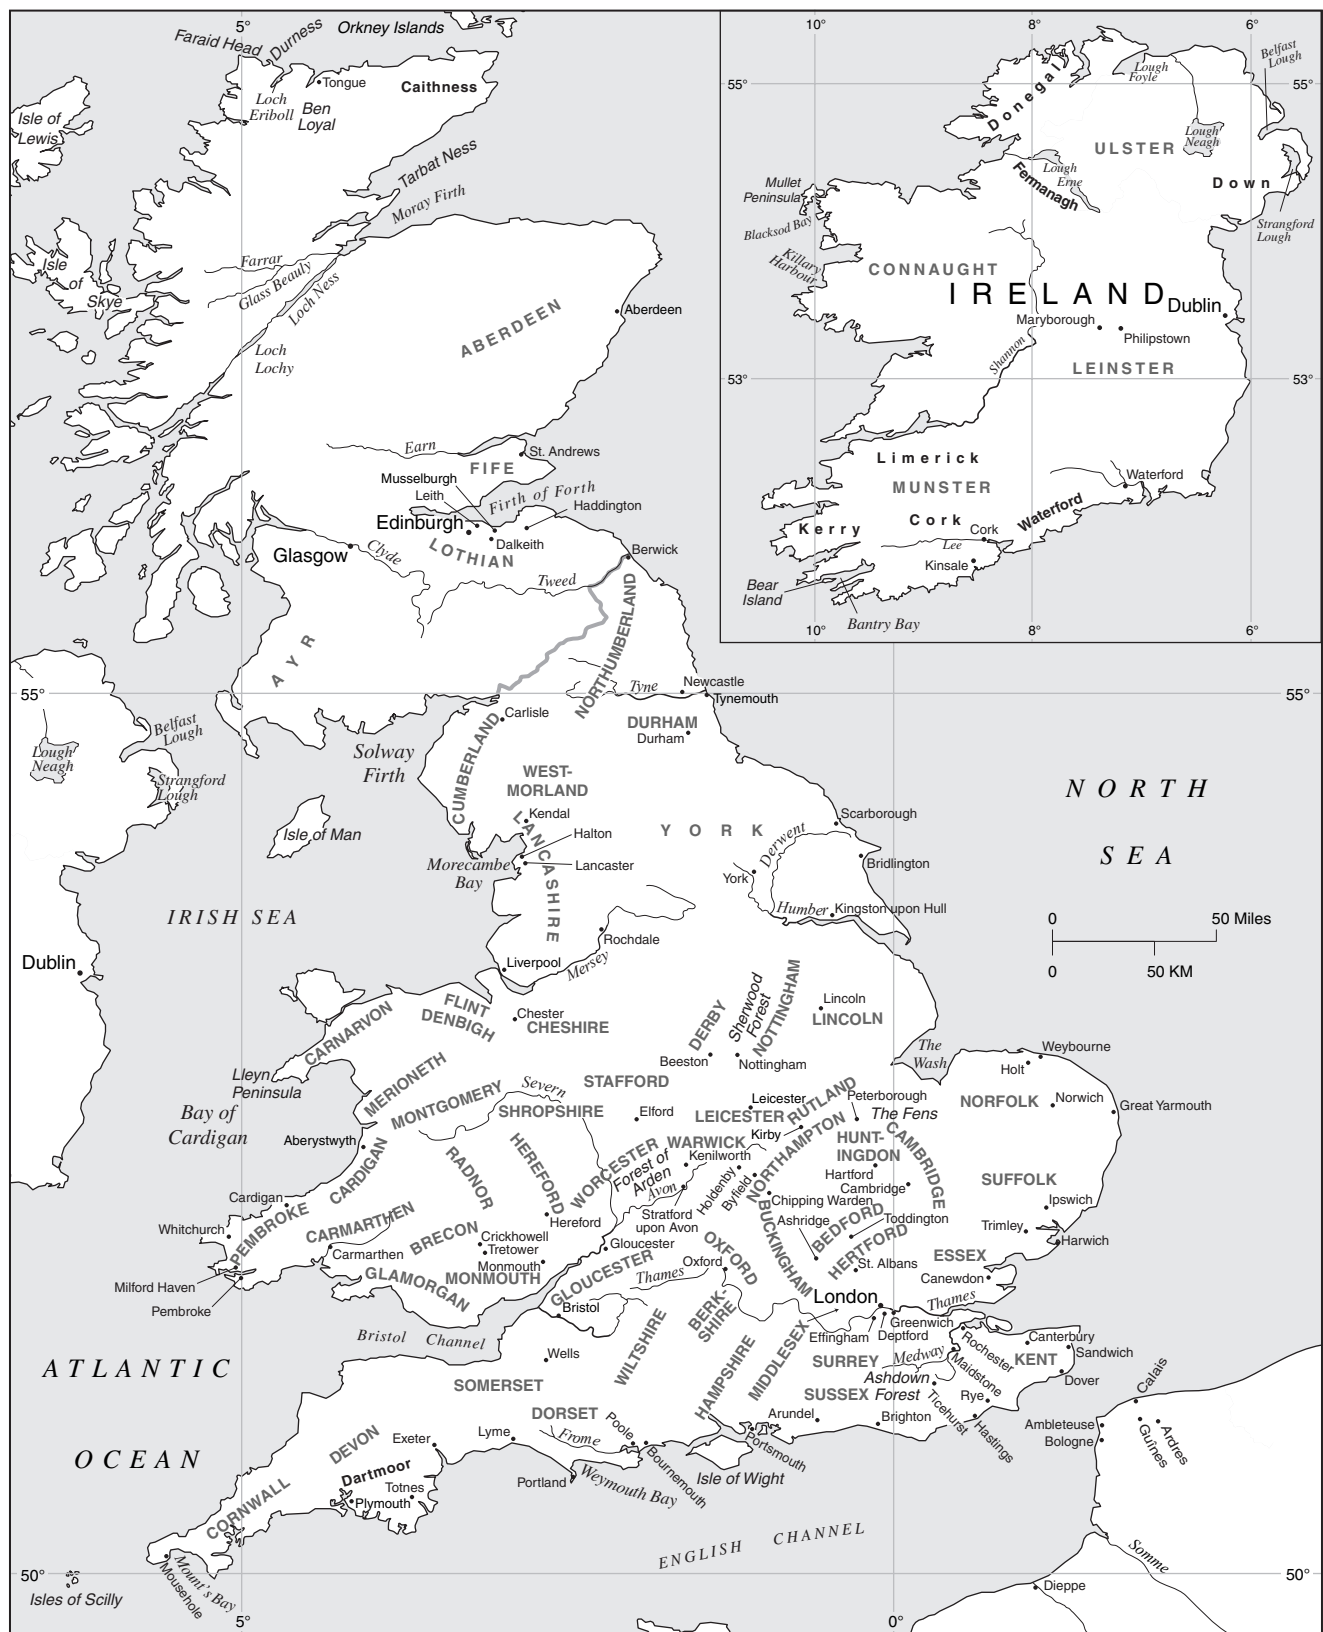 5°
10°
8°
6°
Orkney Islands
Faraid Head
Durness
Tongue
Caithness
Loch
Eriboll
Ben
Loyal
Isle of
Lewis
Tarbat Ness
Moray Firth
Farrar
Glass Beauly
Loch Ness
Isle
of
Skye
Loch
Lochy
ABERDEEN
Aberdeen
Earn
St. Andrews
FIFE
Musselburgh
Leith
Firth of Forth
Haddington
Edinburgh
Dalkeith
LOTHIAN
Glasgow
Clyde
Berwick
Tweed
AYR
NORTHUMBERLAND
Belfast
Lough
Lough
Foyle
55°
Donegal
ULSTER
Lough
Neagh
Lough
Erne
Fermanagh
Down
Mullet
Peninsula
Blacksod Bay
Strangford
Lough
Killary
Harbour
CONNAUGHT
IRELAND
Dublin
Maryborough
Philipstown
Shannon
LEINSTER
53°
53°
Limerick
MUNSTER
Waterford
Cork
Waterford
Kerry
Cork
Lee
Kinsale
Bear
Island
Bantry Bay
10°
8°
6°
55°
55°
Tyne
Newcastle
Tynemouth
Carlisle
DURHAM
Durham
Belfast
Lough
Solway
Firth
Lough
Neagh
Strangford
Lough
CUMBERLAND
WEST-
MORLAND
Isle of Man
Kendal
Halton
Lancaster
LANCASHIRE
Morecambe
Bay
YORK
Scarborough
Derwent
Bridlington
York
Humber
Kingston upon Hull
NORTH
SEA
0
50 Miles
0
50 KM
IRISH SEA
Dublin
Rochdale
Liverpool
Mersey
FLINT
DENBIGH
CARNARVON
Chester
CHESHIRE
DERBY
Sherwood
Forest
NOTTINGHAM
Lincoln
LINCOLN
Beeston
Nottingham
The
Wash
Weybourne
Holt
Lleyn
Peninsula
MERIONETH
MONTGOMERY
Severn
STAFFORD
SHROPSHIRE
Elford
Leicester
LEICESTER
RUTLAND
Peterborough
The Fens
NORFOLK
Norwich
Great Yarmouth
Bay of
Cardigan
Aberystwyth
CARDIGAN
RADNOR
HEREFORD
WORCESTER
WARWICK
Kirby
Kenilworth
Forest of
Arden
Avon
Holdenby
Byfield
NORTHAMPTON
HUNT-
INGDON
CAMBRIDGE
Hartford
Cambridge
SUFFOLK
Ipswich
Trimley
Harwich
Cardigan
Whitchurch
PEMBROKE
CARMARTHEN
Carmarthen
BRECON
Crickhowell
Tretower
Monmouth
MONMOUTH
Hereford
Stratford
upon Avon
Chipping Warden
BUCKINGHAM
Ashridge
BEDFORD
Toddington
HERTFORD
St. Albans
ESSEX
Canewdon
Milford Haven
Pembroke
GLAMORGAN
Gloucester
GLOUCESTER
OXFORD
Oxford
Thames
London
Thames
Bristol
Bristol Channel
WILTSHIRE
BERK-
SHIRE
MIDDLESEX
Effingham
Deptford
Greenwich
Rochester
Canterbury
Sandwich
Maidstone
KENT
Dover
Medway
SURREY
Ashdown
Forest
SUSSEX
HAMPSHIRE
Wells
SOMERSET
ATLANTIC
OCEAN
DORSET
Poole
Frome
Arundel
Brighton
Ticehurst
Rye
Hastings
Calais
Ambleteuse
Bologne
Guînes
Ardres
DEVON
Exeter
Lyme
Dartmoor
Totnes
Plymouth
CORNWALL
Portland
Weymouth Bay
Bournemouth
Portsmouth
Isle of Wight
ENGLISH CHANNEL
50°
50°
Isles of Scilly
Mousehole
Mount's Bay
Somme
Dieppe
5°
0°